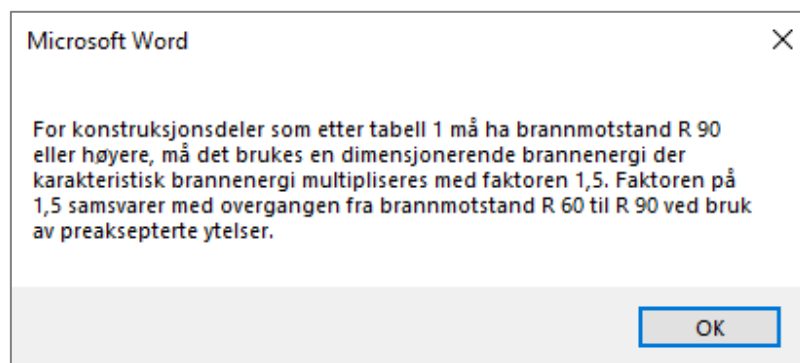 Microsoft Word
For konstruksjonsdeler som etter tabell 1 må ha brannmotstand R 90
eller høyere, må det brukes en dimensjonerende brannenergi der
karakteristisk brannenergi multipliseres med faktoren 1,5. Faktoren på
1,5 samsvarer med overgangen fra brannmotstand R 60 til R 90 ved bruk
av preaksepterte ytelser.
OK